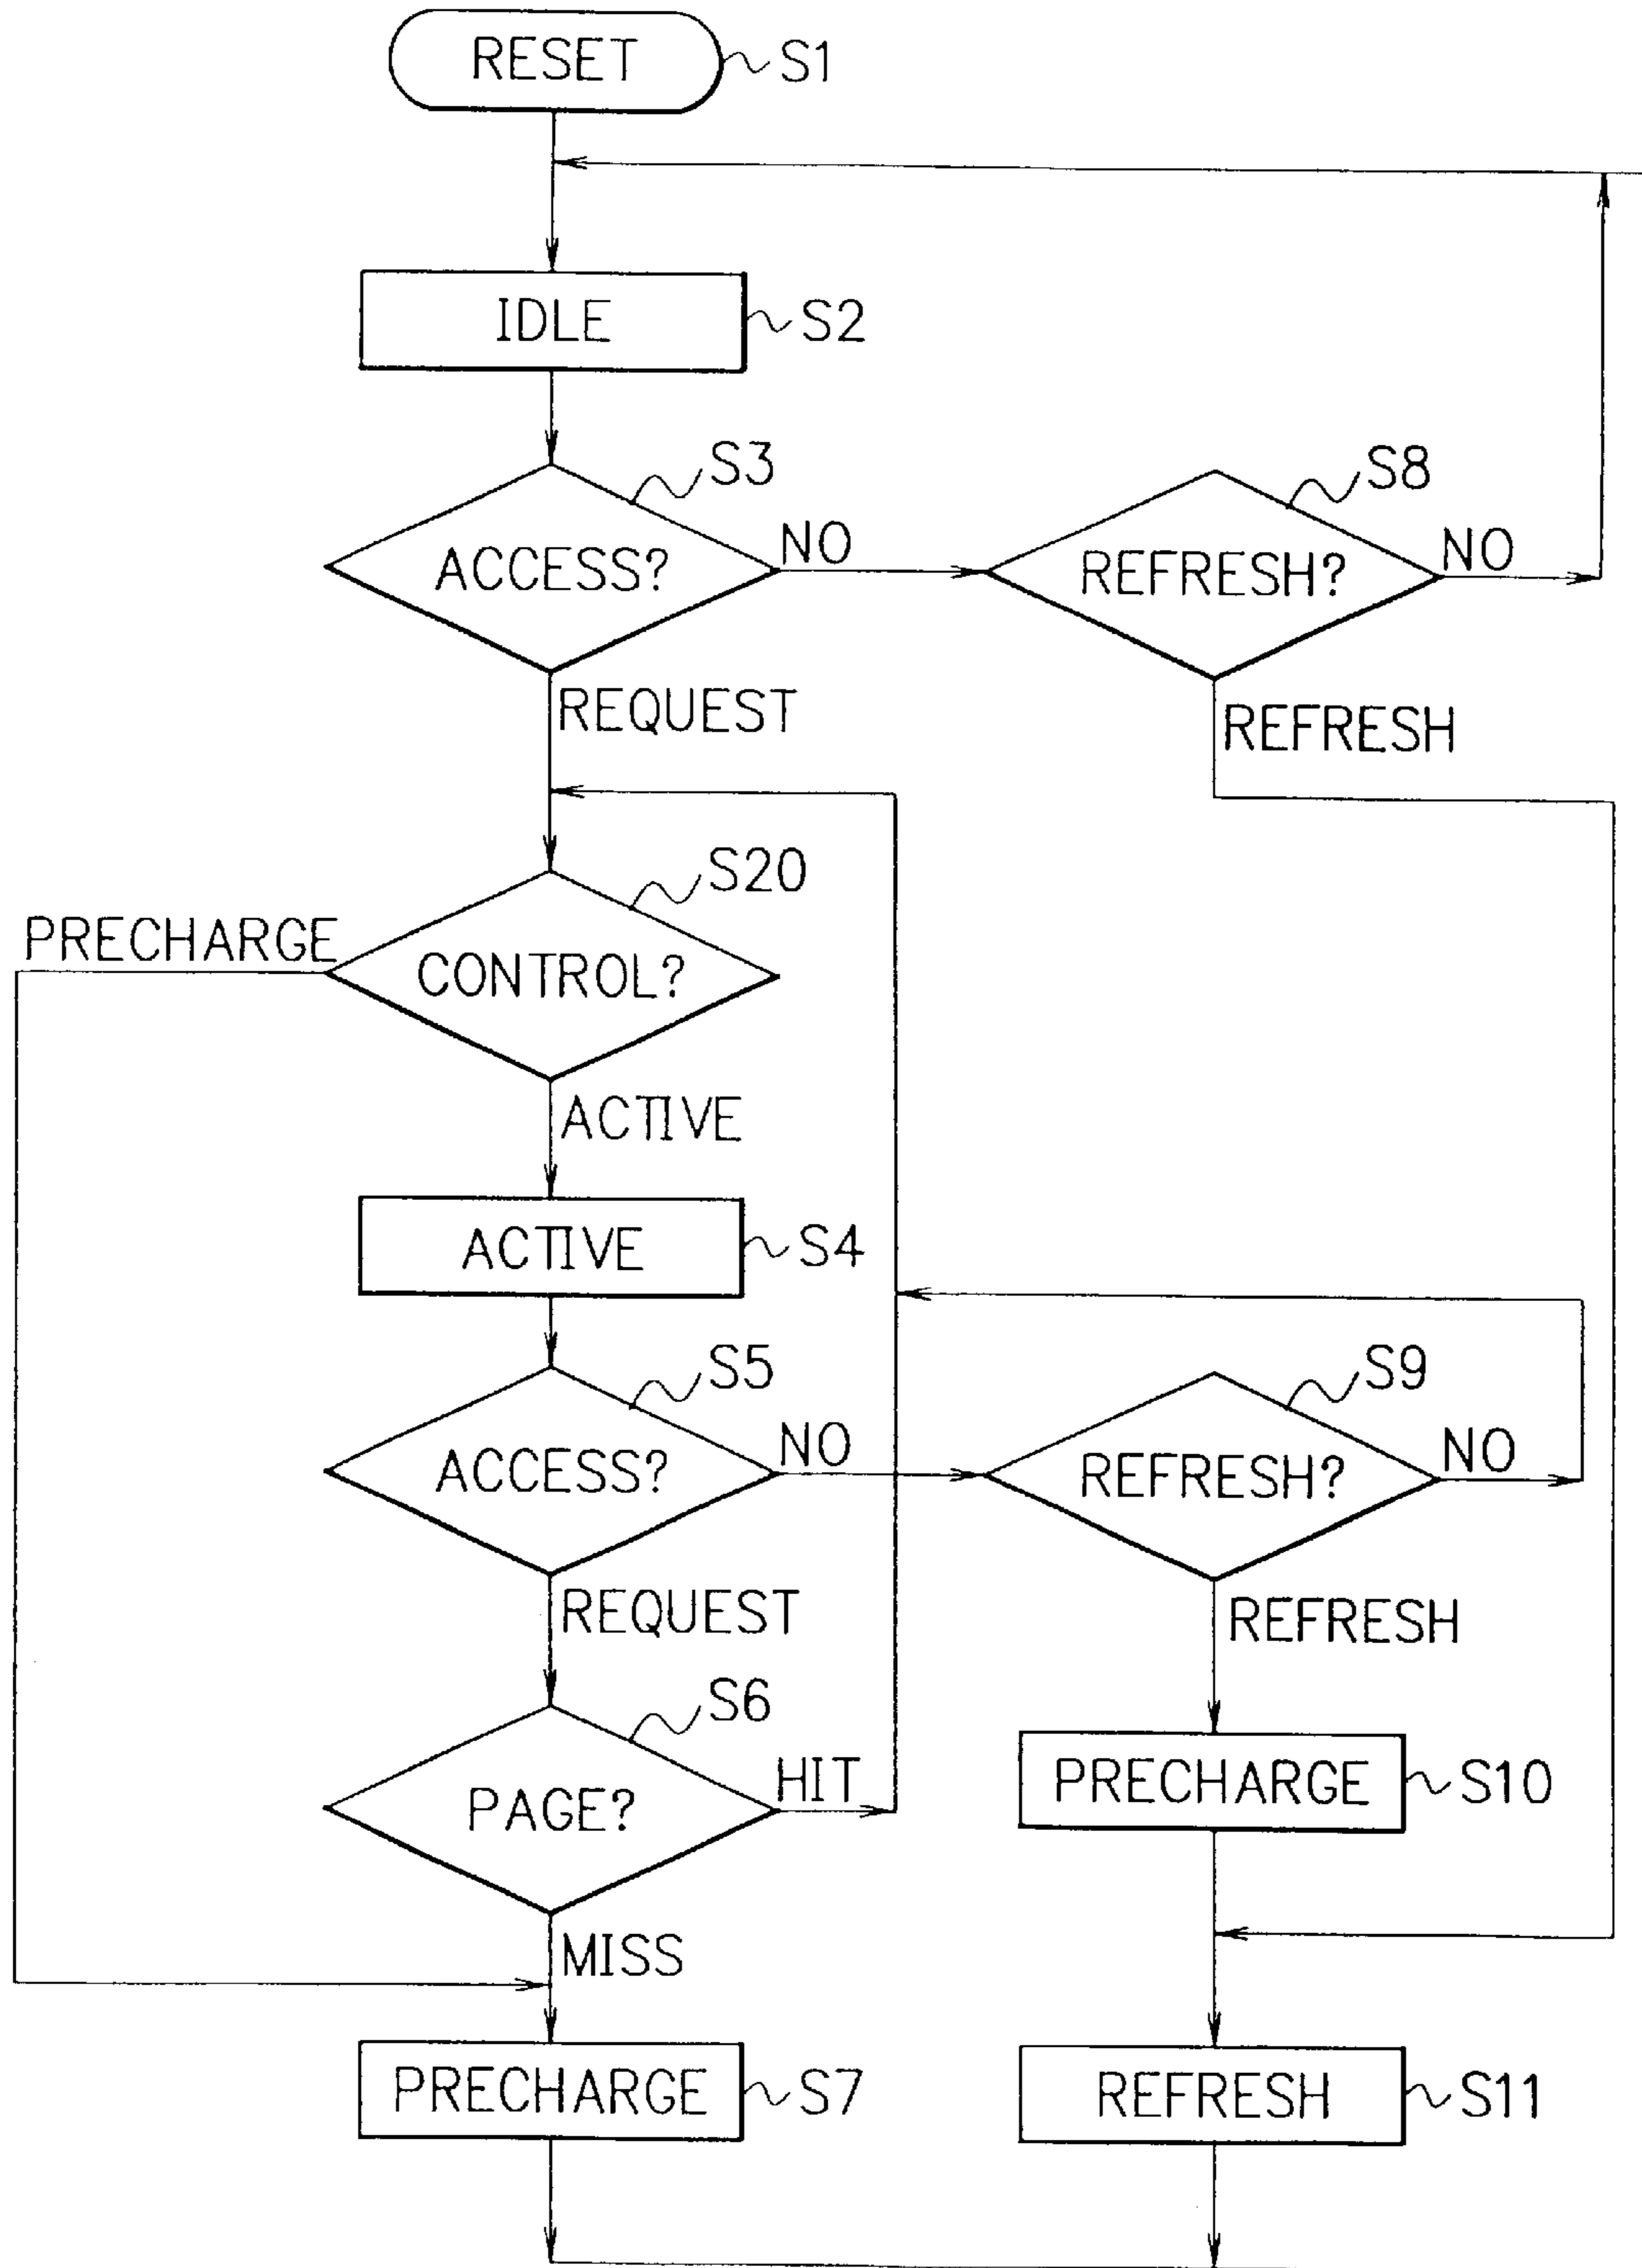 RESET S1
IDLE S2
S3
ACCESS? NO
S8
REFRESH? NO
REQUEST
REFRESH
S20
PRECHARGE
CONTROL?
ACTIVE
ACTIVE S4
S5
ACCESS? NO
S9
REFRESH? NO
REQUEST
REFRESH
S6
PAGE? HIT
PRECHARGE S10
MISS
PRECHARGE S7
REFRESH S11